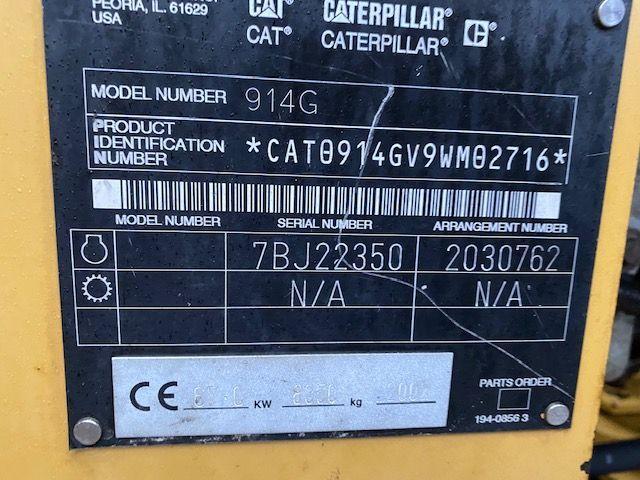 PEORIA, IL. 61629
USA
CAT CATERPILLAR C
CAT® CATERPILLAR®
MODEL NUMBER 914G
PRODUCT IDENTIFICATION NUMBER *CAT0914GV9WM02716*
MODEL NUMBER SERIAL NUMBER ARRANGEMENT NUMBER
7BJ22350 2030762
N/A N/A
PARTS ORDER
CE KW kg
194-0856 3